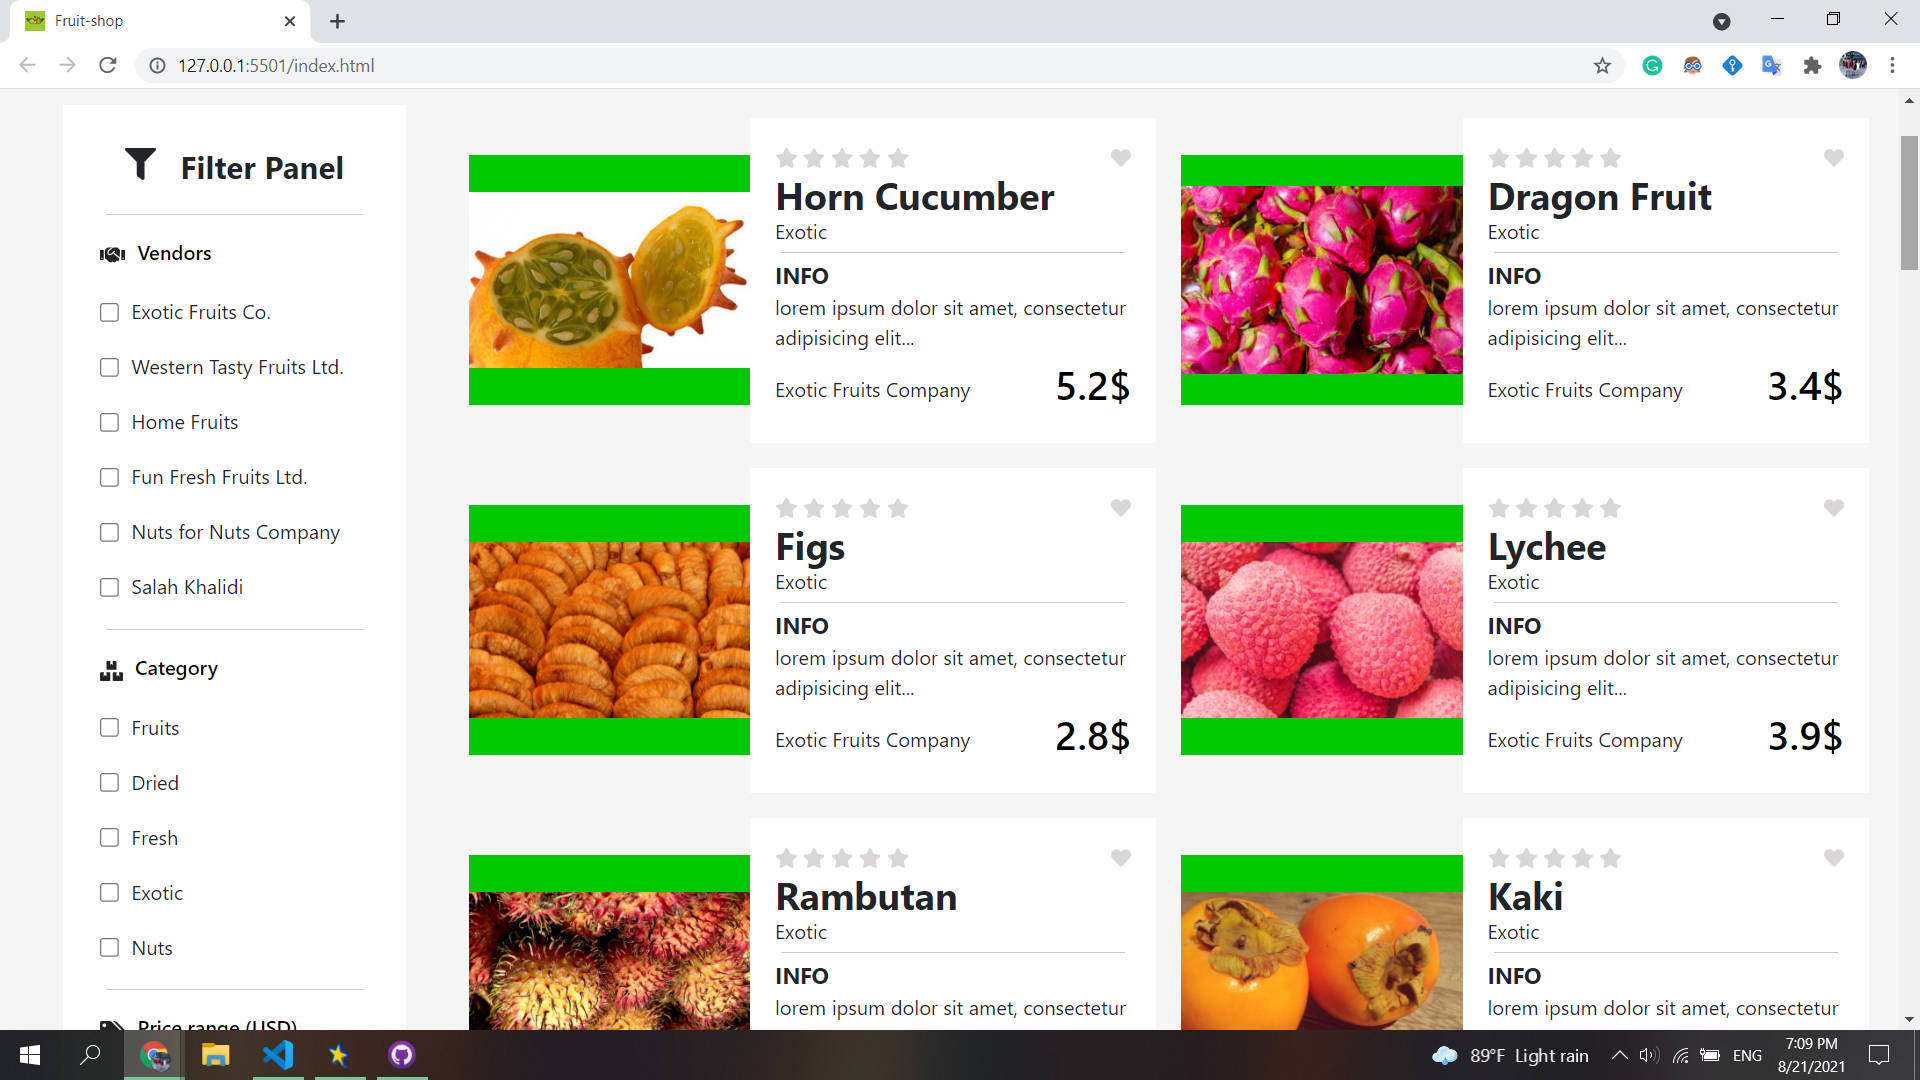 Fruit-shop
127.0.0.1:5501/index.html
Filter Panel
Vendors
Exotic Fruits Co.
Western Tasty Fruits Ltd.
Home Fruits
Fun Fresh Fruits Ltd.
Nuts for Nuts Company
Salah Khalidi
Category
Fruits
Dried
Fresh
Exotic
Nuts
Price range (USD)
Horn Cucumber
Exotic
INFO
lorem ipsum dolor sit amet, consectetur
adipisicing elit...
Exotic Fruits Company 5.2$
Dragon Fruit
Exotic
INFO
lorem ipsum dolor sit amet, consectetur
adipisicing elit...
Exotic Fruits Company 3.4$
Figs
Exotic
INFO
lorem ipsum dolor sit amet, consectetur
adipisicing elit...
Exotic Fruits Company 2.8$
Lychee
Exotic
INFO
lorem ipsum dolor sit amet, consectetur
adipisicing elit...
Exotic Fruits Company 3.9$
Rambutan
Exotic
INFO
lorem ipsum dolor sit amet, consectetur
Kaki
Exotic
INFO
lorem ipsum dolor sit amet, consectetur
89°F Light rain
ENG
7:09 PM
8/21/2021